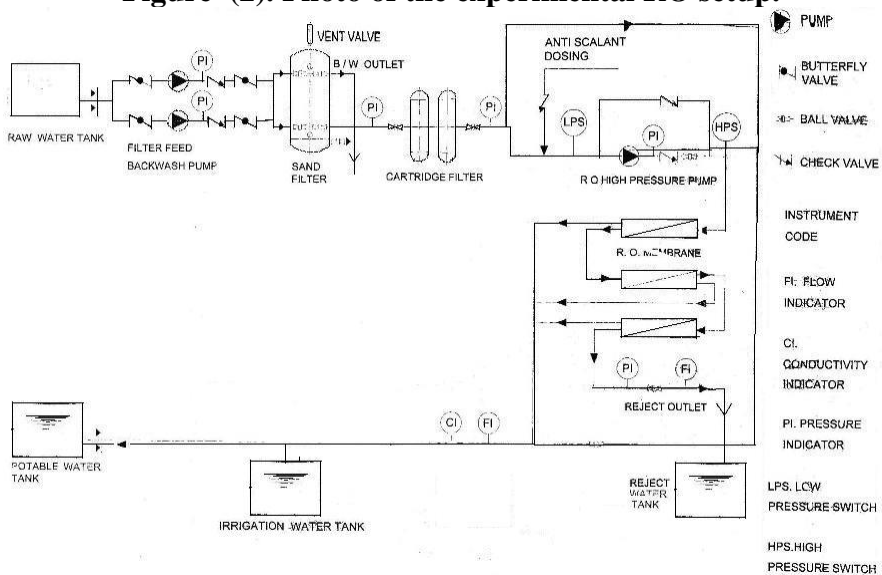 Figure (2): Photo of the experimental RO setup.
VENT VALVE
B / W OUTLET
PI
PI
RAW WATER TANK
FILTER FEED
BACKWASH PUMP
SAND
FILTER
PI
CARTRIDGE FILTER
PI
ANTI SCALANT
DOSING
LPS
PI
HPS
R O HIGH PRESSURE PUMP
R. O. MEMBRANE
PI
FI
REJECT OUTLET
CI
FI
POTABLE WATER
TANK
IRRIGATION WATER TANK
REJECT
WATER
TANK
PUMP
BUTTERFLY
VALVE
BALL VALVE
CHECK VALVE
INSTRUMENT
CODE
FI. FLOW
INDICATOR
CI.
CONDUCTIVITY
INDICATOR
PI. PRESSURE
INDICATOR
LPS. LOW
PRESSURE SWITCH
HPS.HIGH
PRESSURE SWITCH